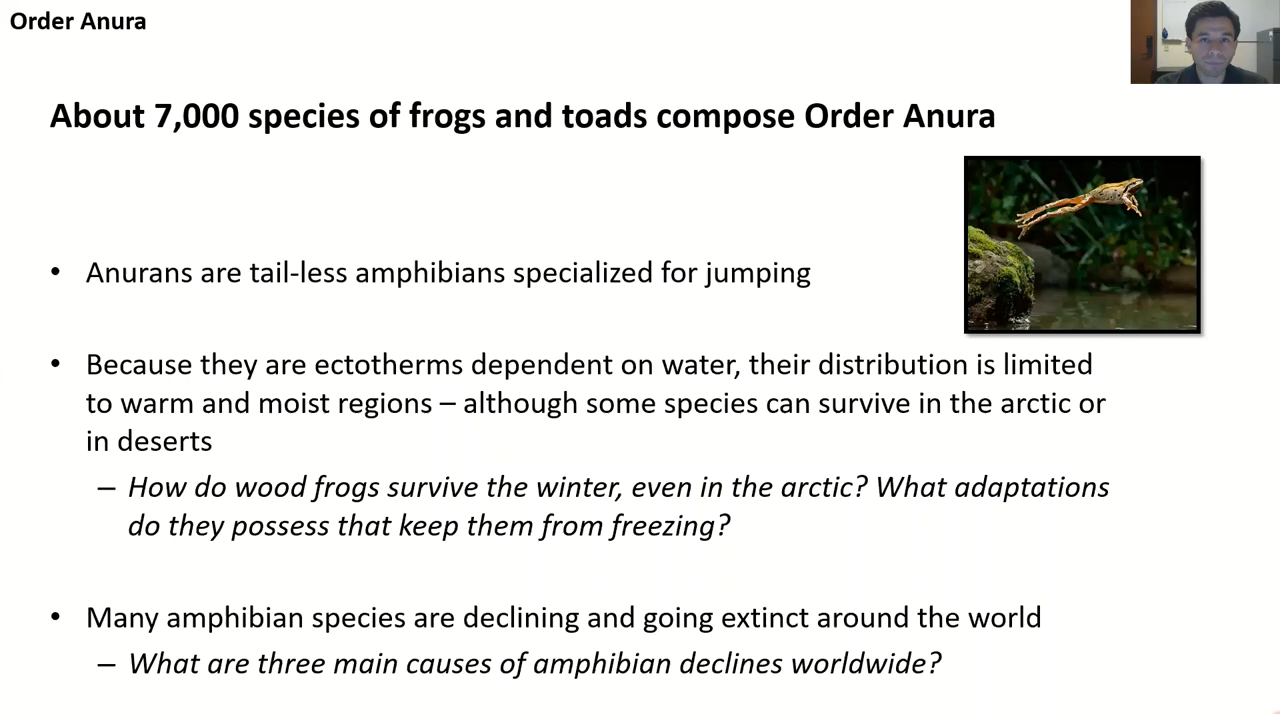 Order Anura
About 7,000 species of frogs and toads compose Order Anura
• Anurans are tail-less amphibians specialized for jumping
• Because they are ectotherms dependent on water, their distribution is limited
to warm and moist regions – although some species can survive in the arctic or
in deserts
– How do wood frogs survive the winter, even in the arctic? What adaptations
do they possess that keep them from freezing?
• Many amphibian species are declining and going extinct around the world
– What are three main causes of amphibian declines worldwide?